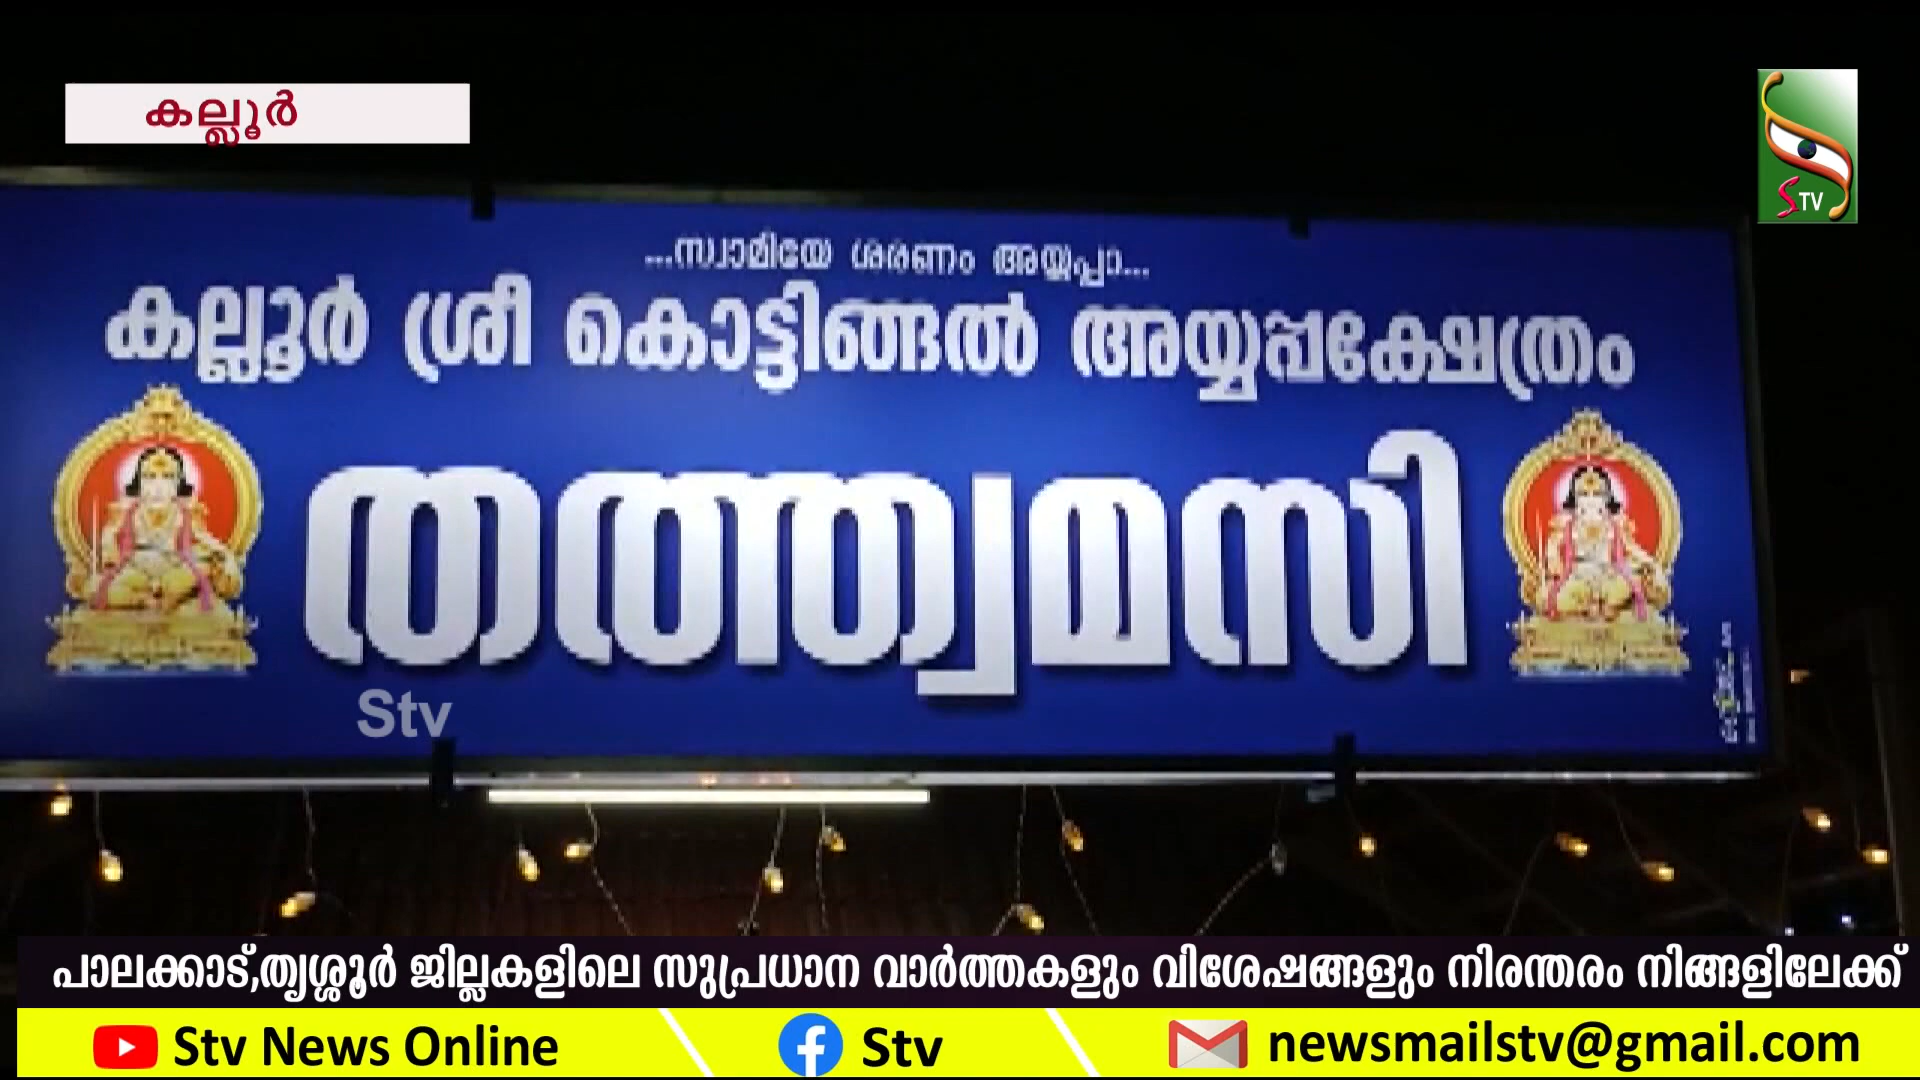 കല്ലൂർ
STV
...സ്വാമിയേ ശരണം അയ്യപ്പാ...
കല്ലൂർ ശ്രീ കൊട്ടിങ്ങൽ അയ്യപ്പക്ഷേത്രം
തത്ത്വമസി
Stv
പാലക്കാട്,തൃശ്ശൂർ ജില്ലകളിലെ സുപ്രധാന വാർത്തകളും വിശേഷങ്ങളും നിരന്തരം നിങ്ങളിലേക്ക്
Stv News Online Stv newsmailstv@gmail.com